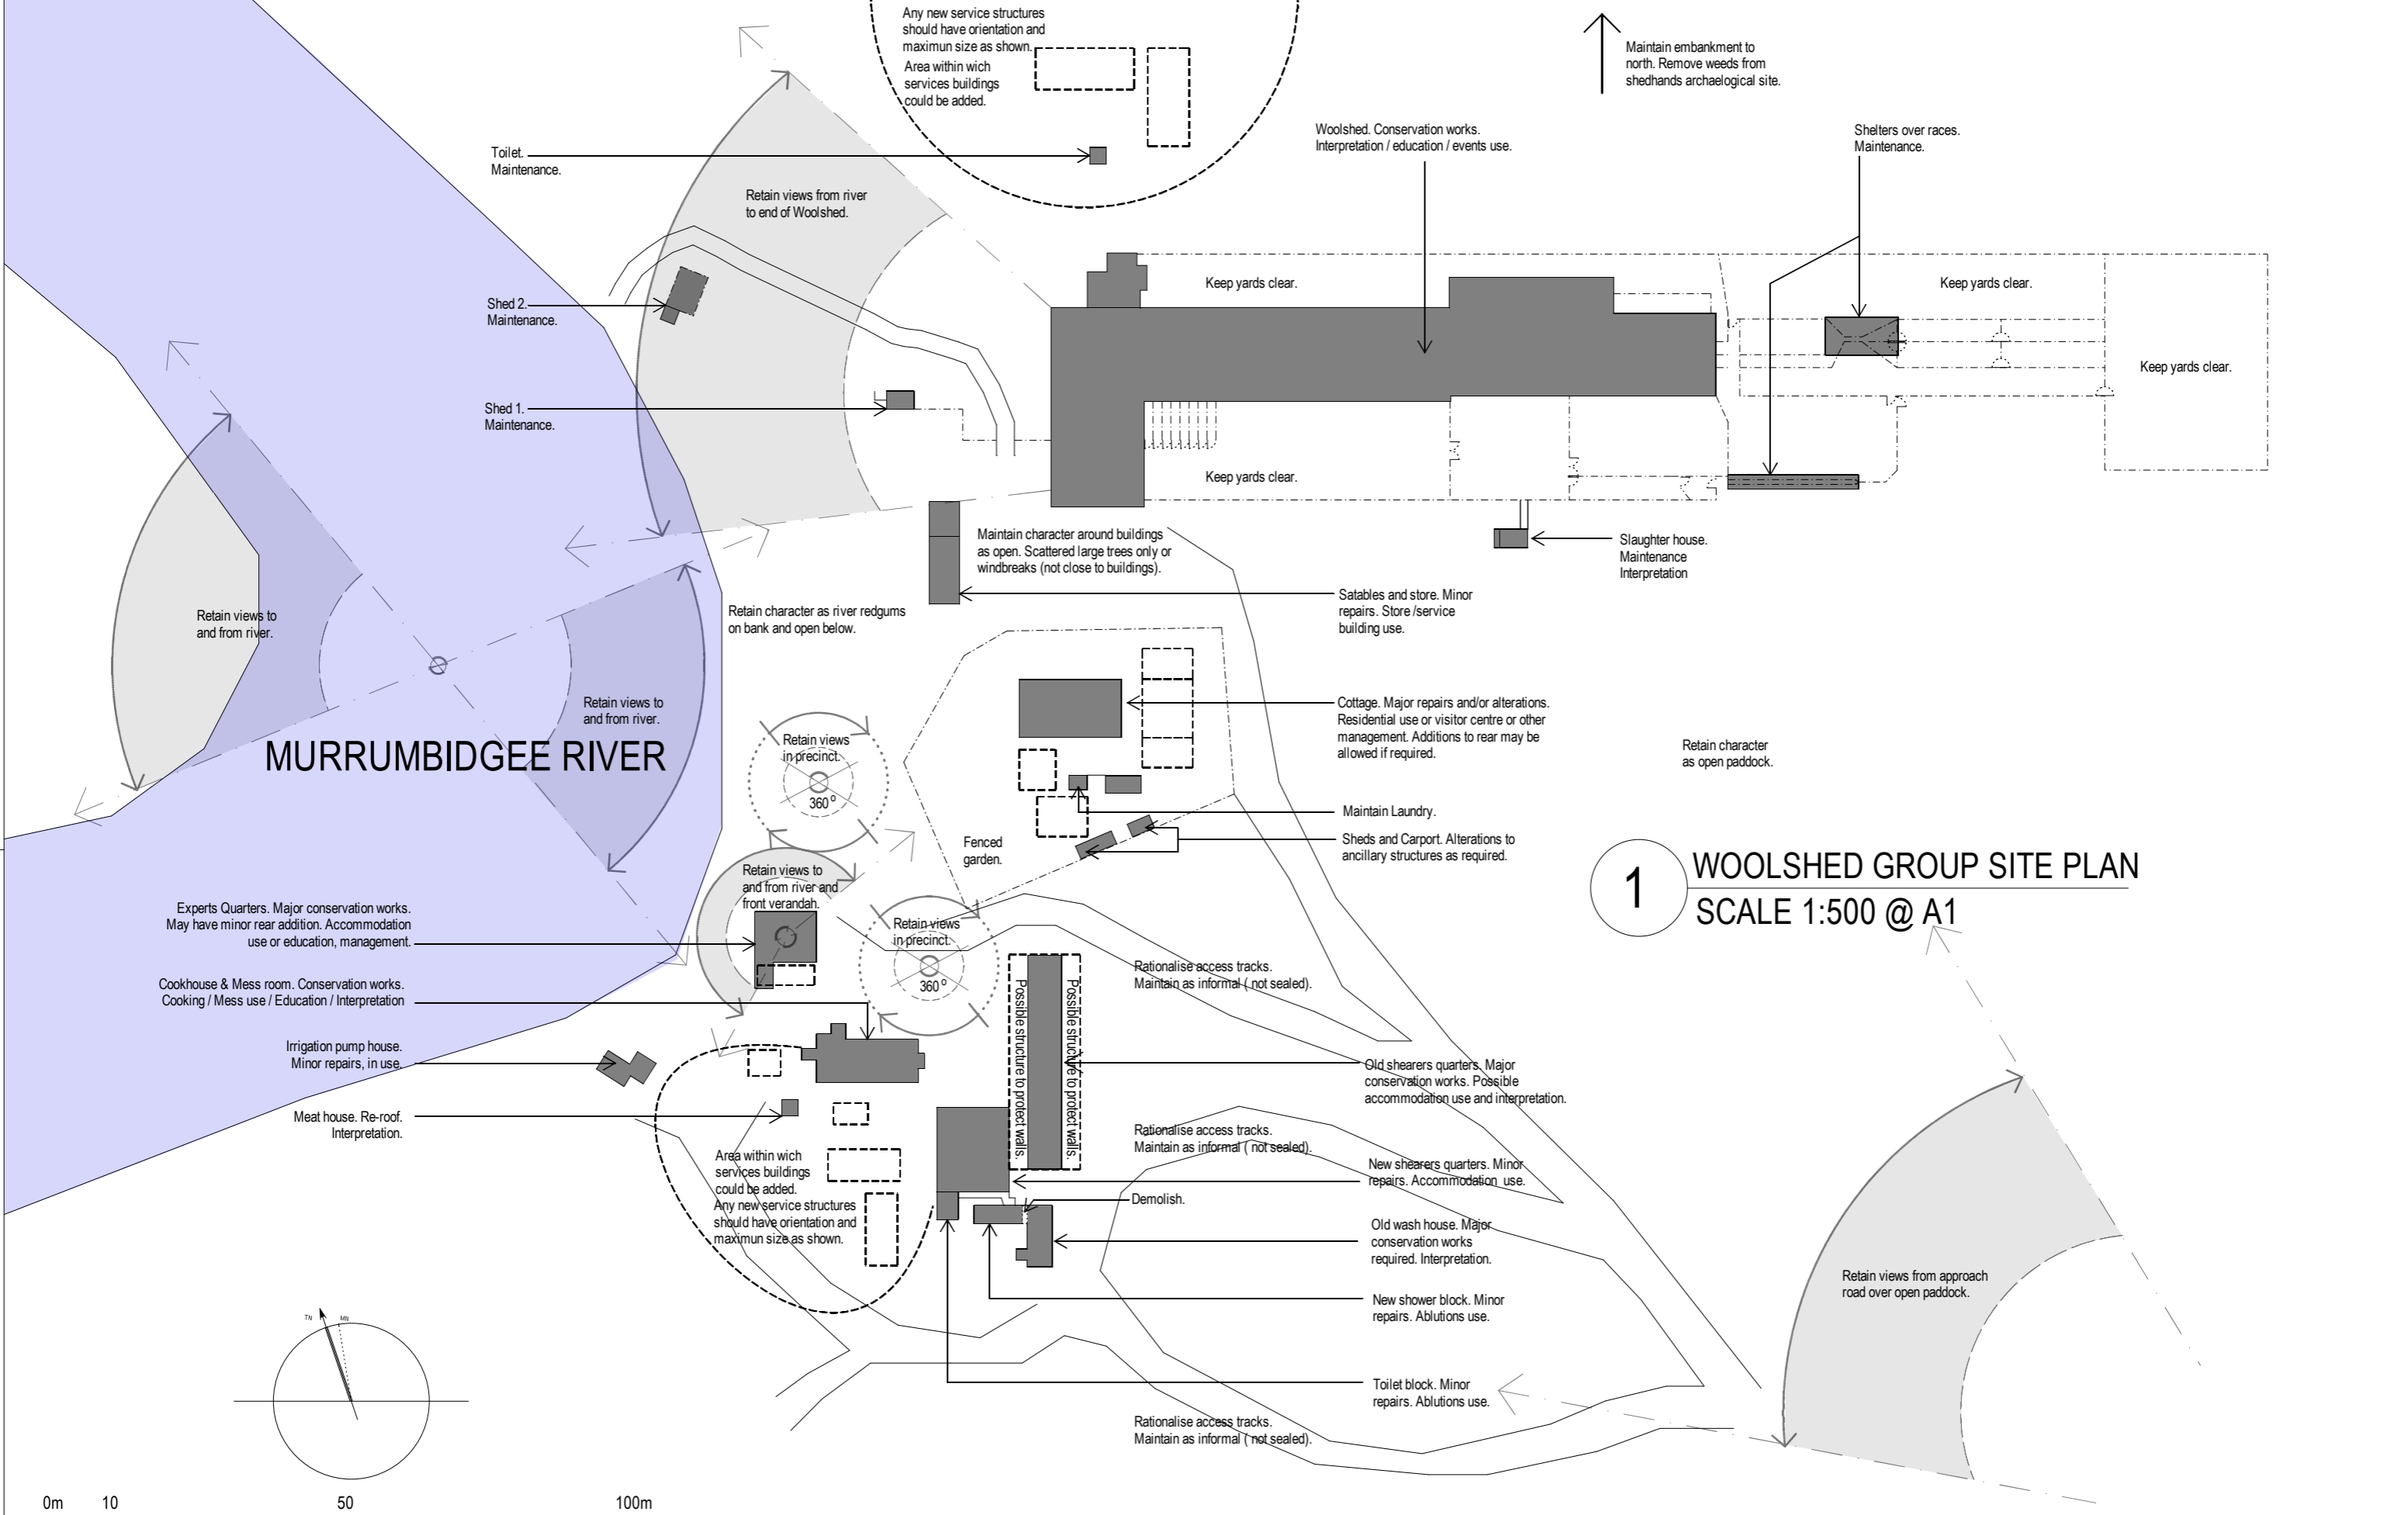 Any new service structures
should have orientation and
maximun size as shown.
Area within wich
services buildings
could be added.
Maintain embankment to
north. Remove weeds from
shedhands archaelogical site.
Woolshed. Conservation works.
Interpretation / education / events use.
Shelters over races.
Maintenance.
Toilet.
Maintenance.
Retain views from river
to end of Woolshed.
Keep yards clear.
Keep yards clear.
Shed 2.
Maintenance.
Keep yards clear.
Shed 1.
Maintenance.
Keep yards clear.
Maintain character around buildings
as open. Scattered large trees only or
windbreaks (not close to buildings).
Slaughter house.
Maintenance
Interpretation
Retain views to
and from river.
Retain character as river redgums
on bank and open below.
Satables and store. Minor
repairs. Store /service
building use.
Retain views to
and from river.
Cottage. Major repairs and/or alterations.
Residential use or visitor centre or other
management. Additions to rear may be
allowed if required.
MURRUMBIDGEE RIVER
Retain views
in precinct.
360°
Retain character
as open paddock.
Maintain Laundry.
Fenced
garden.
Sheds and Carport. Alterations to
ancillary structures as required.
1
WOOLSHED GROUP SITE PLAN
SCALE 1:500 @ A1
Retain views to
and from river and
front verandah.
Experts Quarters. Major conservation works.
May have minor rear addition. Accommodation
use or education, management.
Retain views
in precinct.
360°
Cookhouse & Mess room. Conservation works.
Cooking / Mess use / Education / Interpretation
Rationalise access tracks.
Maintain as informal ( not sealed).
Possible structure to protect walls.
Possible structure to protect walls.
Irrigation pump house.
Minor repairs, in use.
Old shearers quarters. Major
conservation works. Possible
accommodation use and interpretation.
Meat house. Re-roof.
Interpretation.
Rationalise access tracks.
Maintain as informal ( not sealed).
Area within wich
services buildings
could be added.
Any new service structures
should have orientation and
maximun size as shown.
New shearers quarters. Minor
repairs. Accommodation use.
Demolish.
Old wash house. Major
conservation works
required. Interpretation.
Retain views from approach
road over open paddock.
New shower block. Minor
repairs. Ablutions use.
TN
MN
Toilet block. Minor
repairs. Ablutions use.
Rationalise access tracks.
Maintain as informal ( not sealed).
0m 10 50 100m